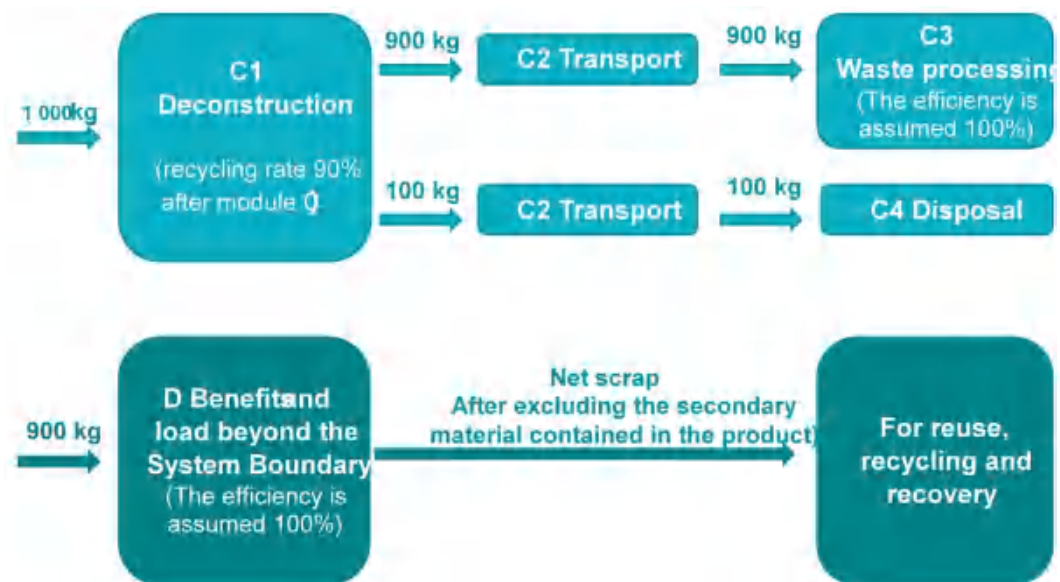 1 000kg
C1
Deconstruction
(recycling rate 90%
after module
900 kg
C2 Transport
900 kg
C3
Waste processing
(The efficiency is
assumed 100%)
100 kg
C2 Transport
100 kg
C4 Disposal
900 kg
D Benefitsand
load beyond the
System Boundary
(The efficiency is
assumed 100%)
Net scrap
After excluding the secondary
material contained in the product)
For reuse,
recycling and
recovery